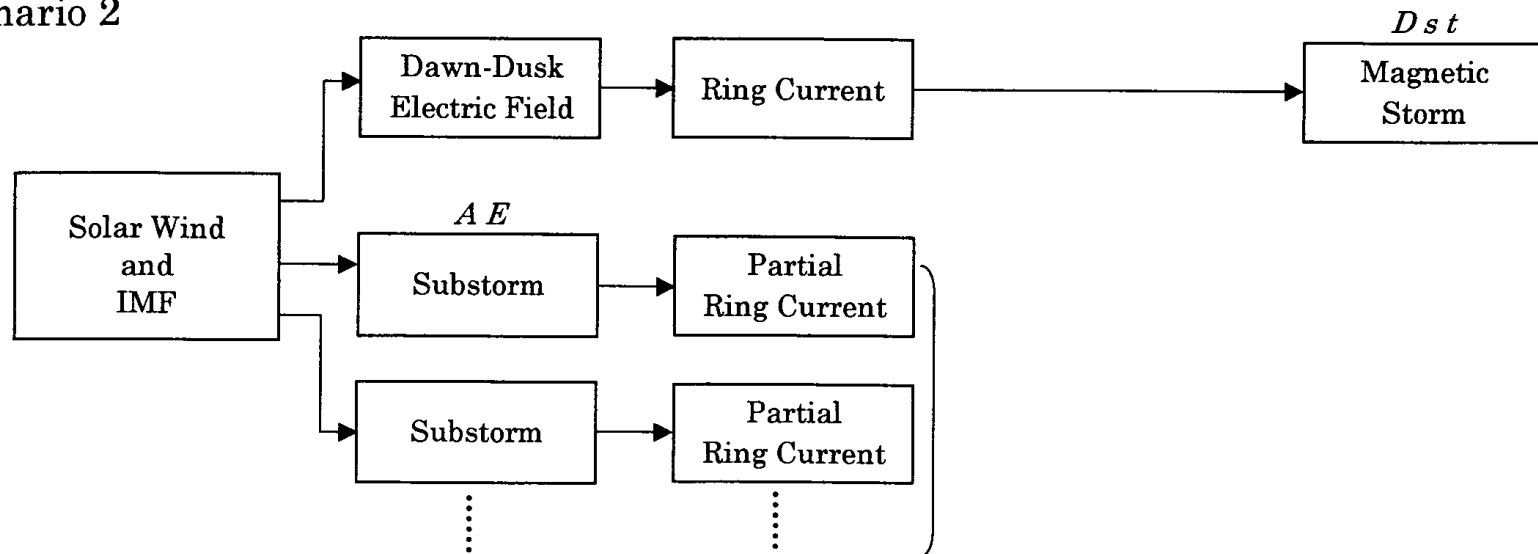 nario 2
Dst
Dawn-Dusk
Electric Field
Ring Current
Magnetic
Storm
Solar Wind
and
IMF
AE
Substorm
Partial
Ring Current
Substorm
Partial
Ring Current